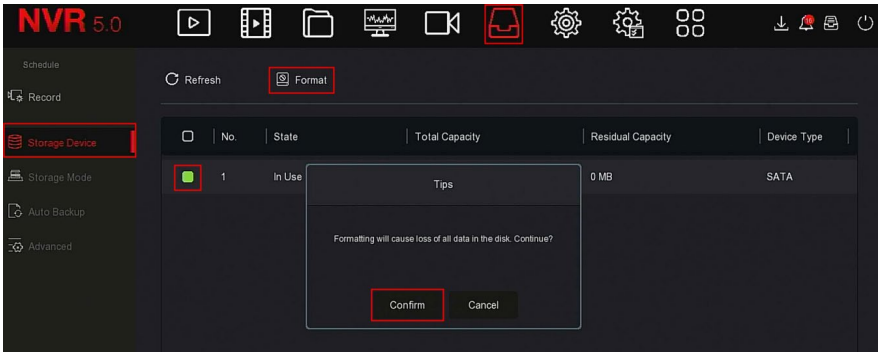 NVR 5.0
16
Schedule
Refresh
Format
Record
No.
State
Total Capacity
Residual Capacity
Device Type
Storage Device
Storage Mode
1
In Use
0 MB
SATA
Tips
Auto Backup
Formatting will cause loss of all data in the disk. Continue?
Advanced
Confirm
Cancel